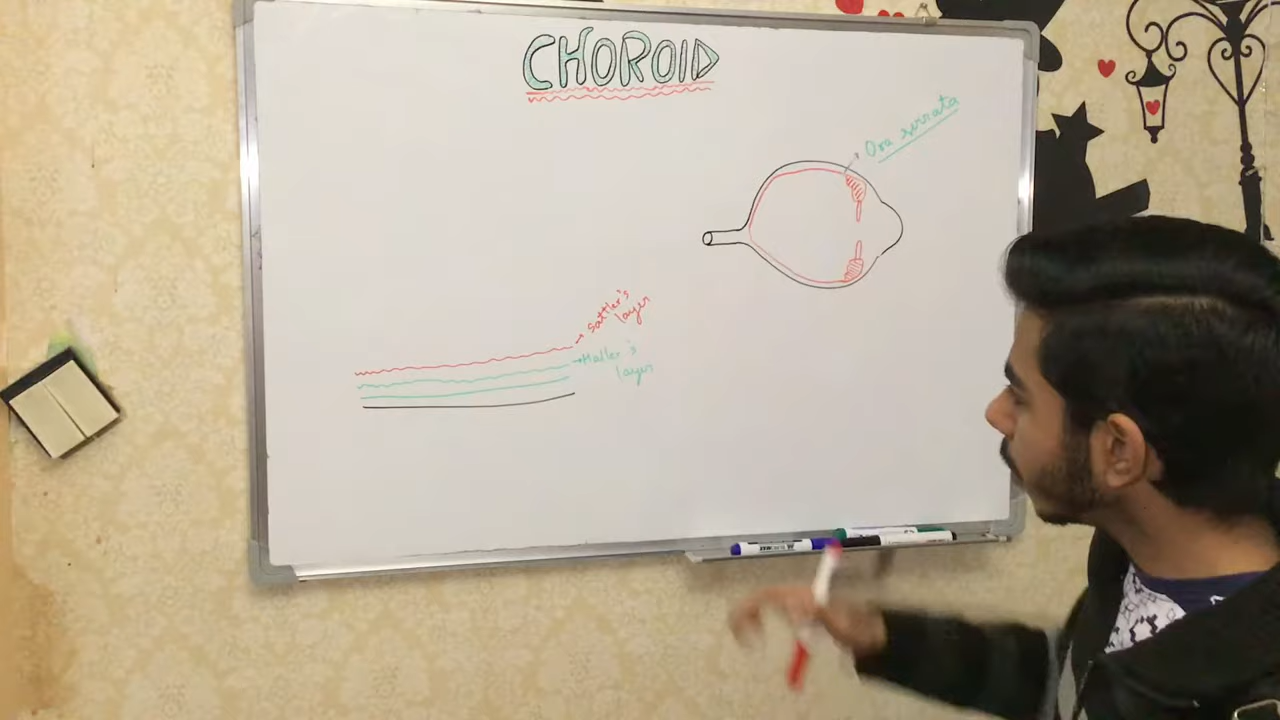 CHOROID
Ora serrata
Sattler's
layer
Haller's
layer